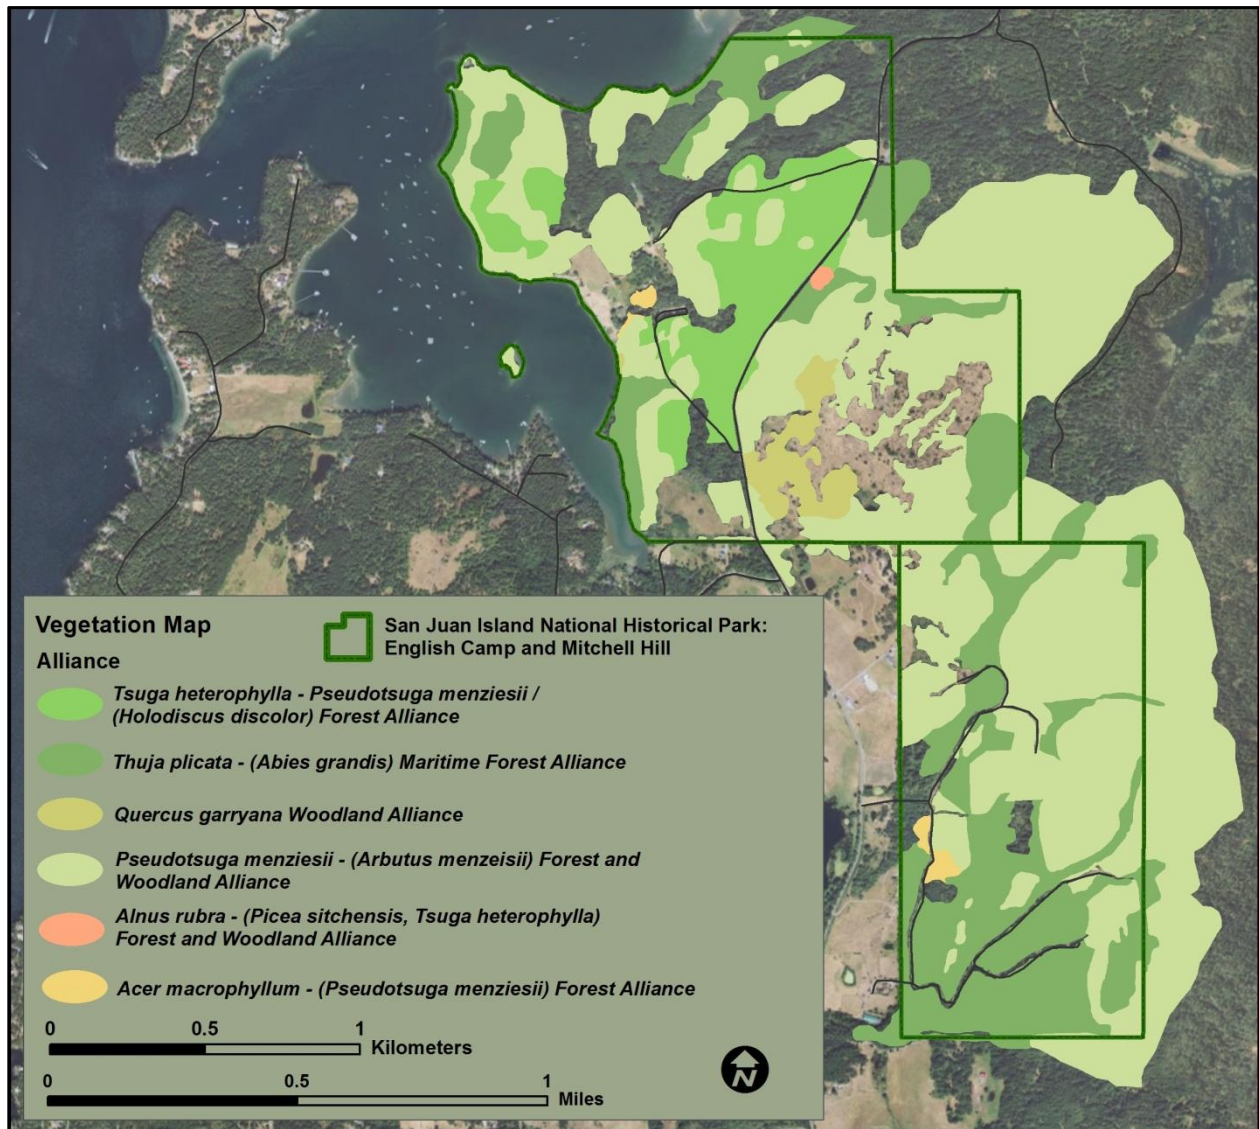 Vegetation Map
San Juan Island National Historical Park:
English Camp and Mitchell Hill
Alliance
Tsuga heterophylla - Pseudotsuga menziesii /
(Holodiscus discolor) Forest Alliance
Thuja plicata - (Abies grandis) Maritime Forest Alliance
Quercus garryana Woodland Alliance
Pseudotsuga menziesii - (Arbutus menzeisii) Forest and
Woodland Alliance
Alnus rubra - (Picea sitchensis, Tsuga heterophylla)
Forest and Woodland Alliance
Acer macrophyllum - (Pseudotsuga menziesii) Forest Alliance
0 0.5 1
Kilometers
0 0.5 1
Miles
N